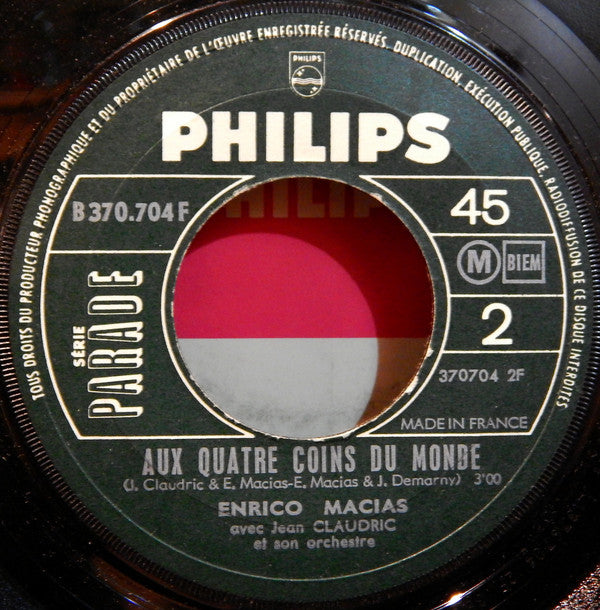 TOUS DROITS DU PRODUCTEUR PHONOGRAPHIQUE ET DU PROPRIÉTAIRE DE L'ŒUVRE ENREGISTRÉE RÉSERVÉS. DUPLICATION, EXÉCUTION PUBLIQUE, RADIODIFFUSION DE CE DISQUE INTERDITES
PHILIPS
PHILIPS
B 370.704 F
45
M BIEM
SÉRIE
PARADE
2
370704 2F
MADE IN FRANCE
PHILIPS
AUX QUATRE COINS DU MONDE
(J. Claudric & E. Macias-E. Macias & J. Demarny) 3'00
ENRICO MACIAS
avec Jean CLAUDRIC
et son orchestre